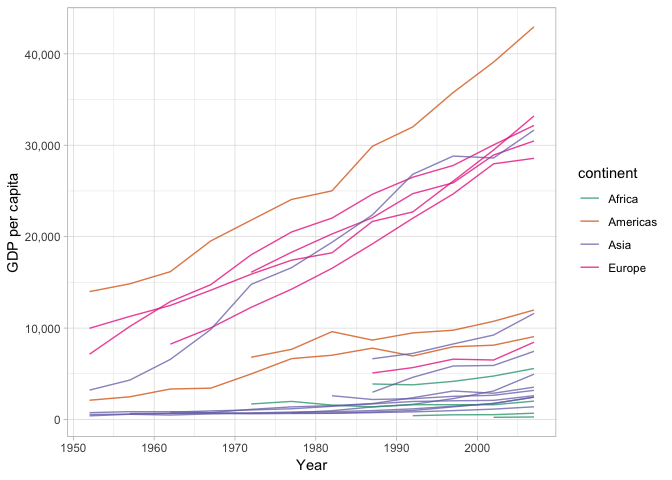 40,000
30,000
20,000
10,000
0
1950
1960
1970
1980
1990
2000
Year
GDP per capita
continent
Africa
Americas
Asia
Europe